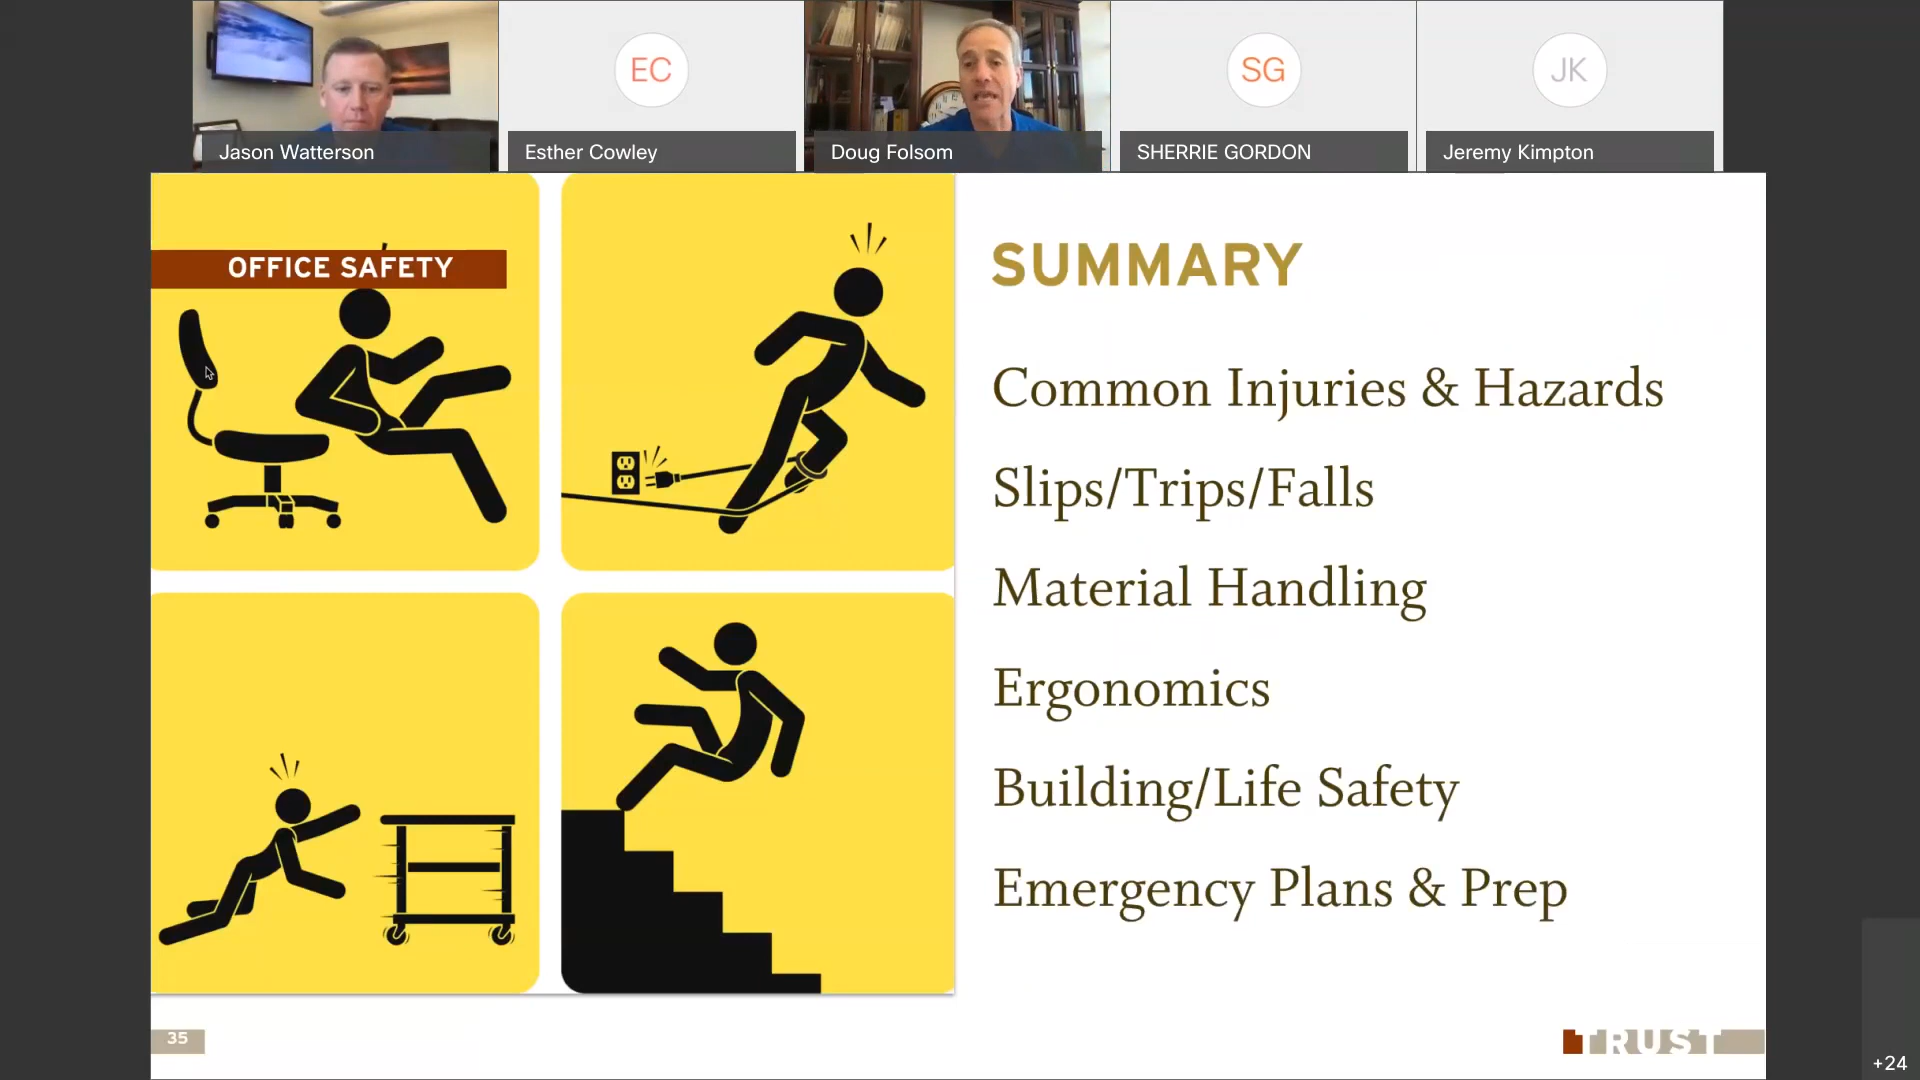 EC
SG
JK
Jason Watterson
Esther Cowley
Doug Folsom
SHERRIE GORDON
Jeremy Kimpton
OFFICE SAFETY
SUMMARY
Common Injuries & Hazards
Slips/Trips/Falls
Material Handling
Ergonomics
Building/Life Safety
Emergency Plans & Prep
35
TRUST
+24